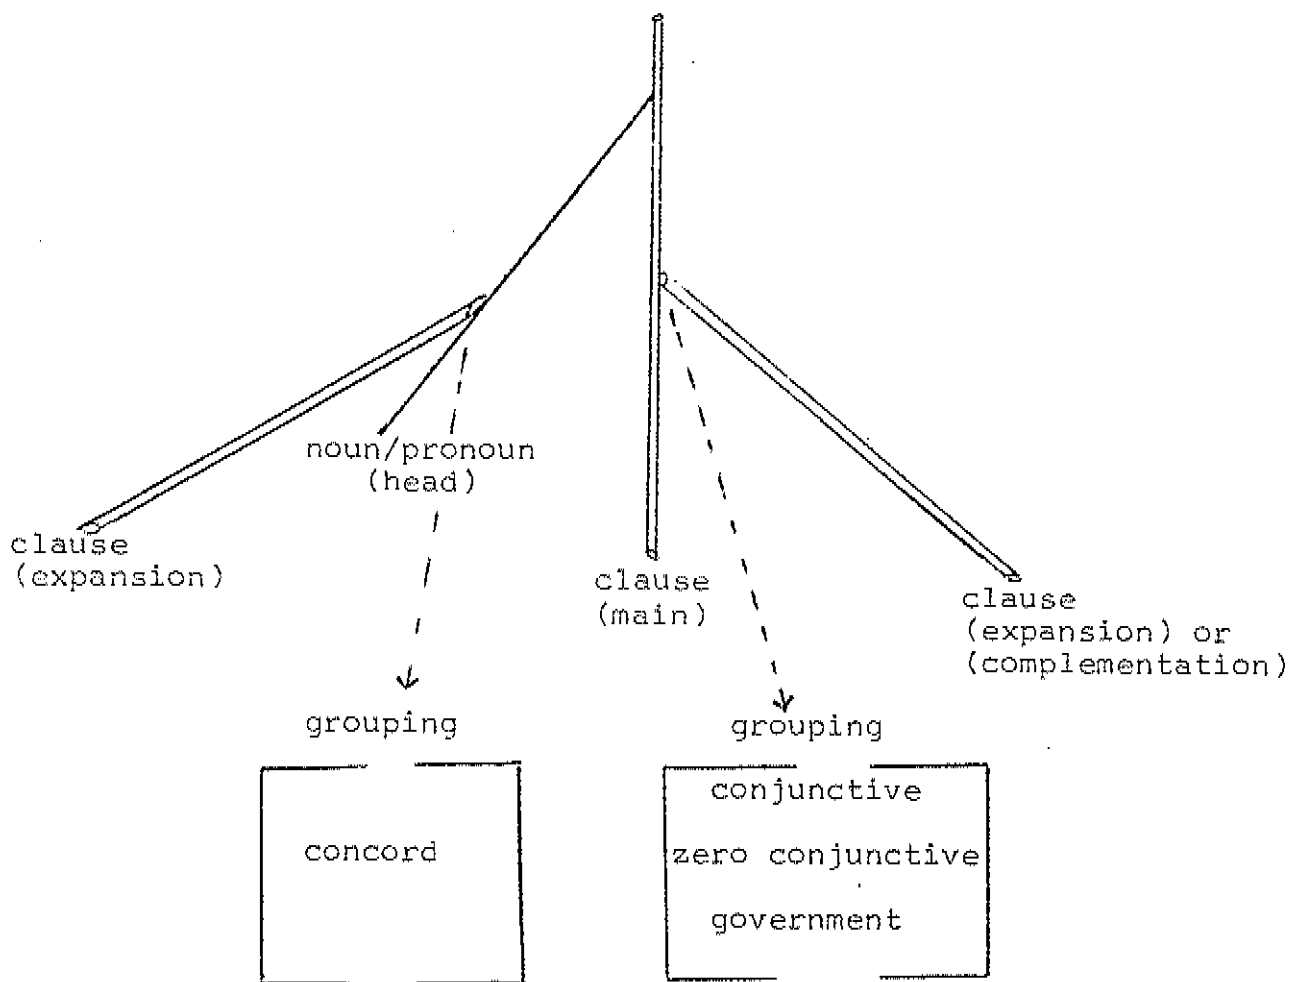 noun/pronoun
(head)
clause
(expansion)
clause
(main)
clause
(expansion) or
(complementation)
grouping
grouping
concord
conjunctive
zero conjunctive
government